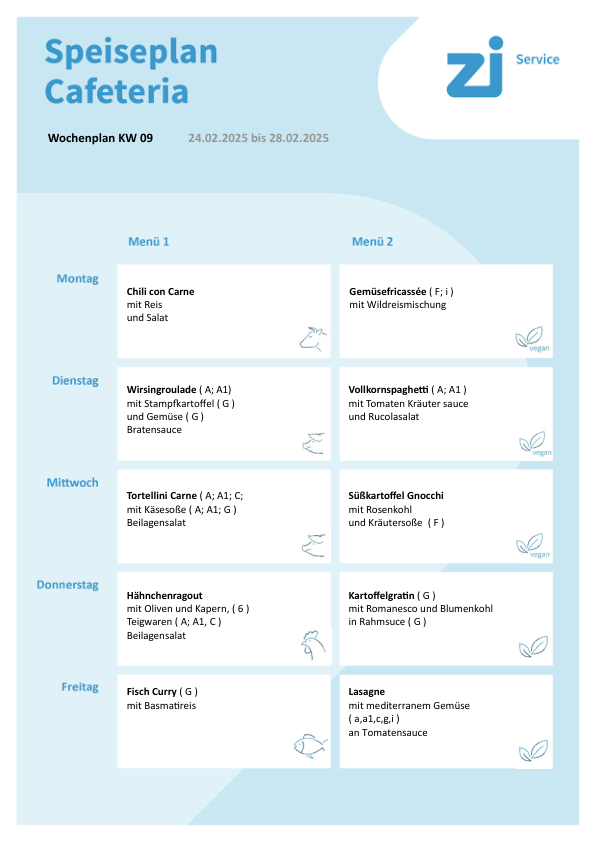 Speiseplan
Cafeteria
zi Service
Wochenplan KW 09 24.02.2025 bis 28.02.2025
Menü 1 Menü 2
Montag
Chili con Carne
mit Reis
und Salat
Gemüsefricassée ( F; i )
mit Wildreismischung
vegan
Dienstag
Wirsingroulade ( A; A1)
mit Stampfkartoffel ( G )
und Gemüse ( G )
Bratensauce
Vollkornspaghetti ( A; A1 )
mit Tomaten Kräuter sauce
und Rucolasalat
vegan
Mittwoch
Tortellini Carne ( A; A1; C;
mit Käsesoße ( A; A1; G )
Beilagensalat
Süßkartoffel Gnocchi
mit Rosenkohl
und Kräutersoße ( F )
vegan
Donnerstag
Hähnchenragout
mit Oliven und Kapern, ( 6 )
Teigwaren ( A; A1, C )
Beilagensalat
Kartoffelgratin ( G )
mit Romanesco und Blumenkohl
in Rahmsuce ( G )
Freitag
Fisch Curry ( G )
mit Basmatireis
Lasagne
mit mediterranem Gemüse
( a,a1,c,g,i )
an Tomatensauce